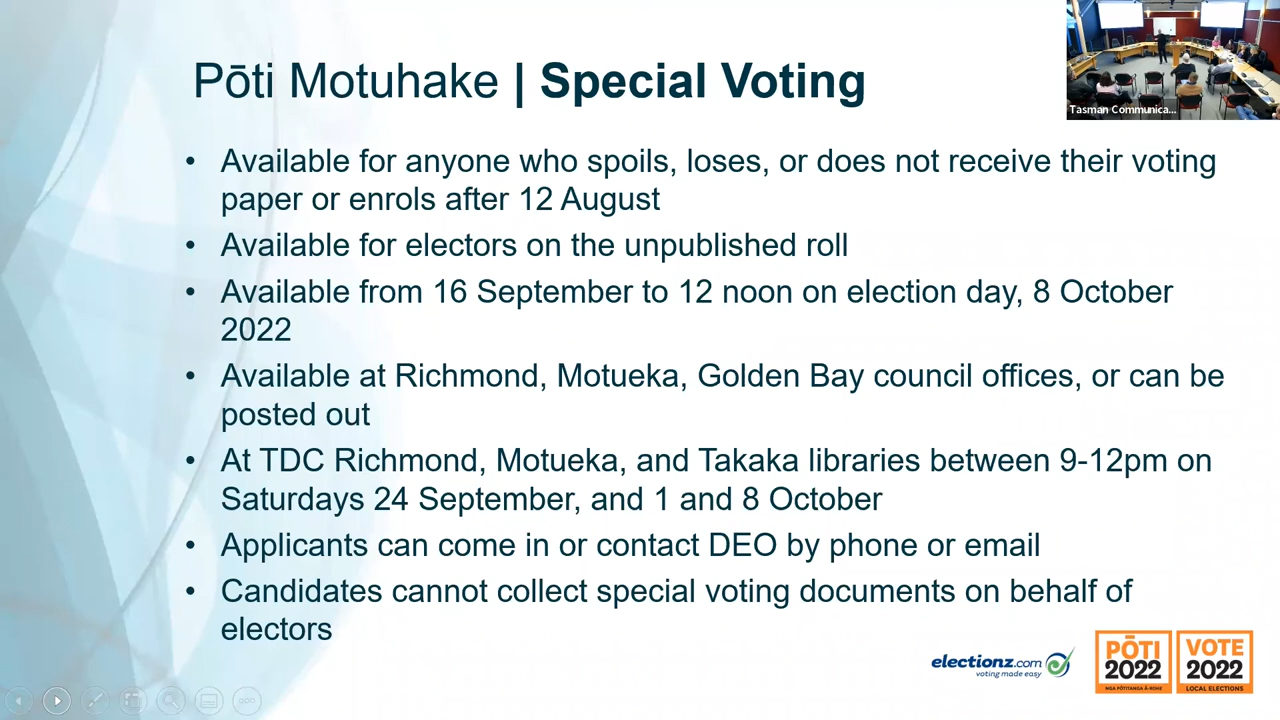 Pōti Motuhake | Special Voting
Tasman Communica...
• Available for anyone who spoils, loses, or does not receive their voting
paper or enrols after 12 August
• Available for electors on the unpublished roll
• Available from 16 September to 12 noon on election day, 8 October
2022
• Available at Richmond, Motueka, Golden Bay council offices, or can be
posted out
• At TDC Richmond, Motueka, and Takaka libraries between 9-12pm on
Saturdays 24 September, and 1 and 8 October
• Applicants can come in or contact DEO by phone or email
• Candidates cannot collect special voting documents on behalf of
electors
electionz.com
voting made easy
PŌTI
2022
NGA PŌTITANGA Ā-ROHE
VOTE
2022
LOCAL ELECTIONS